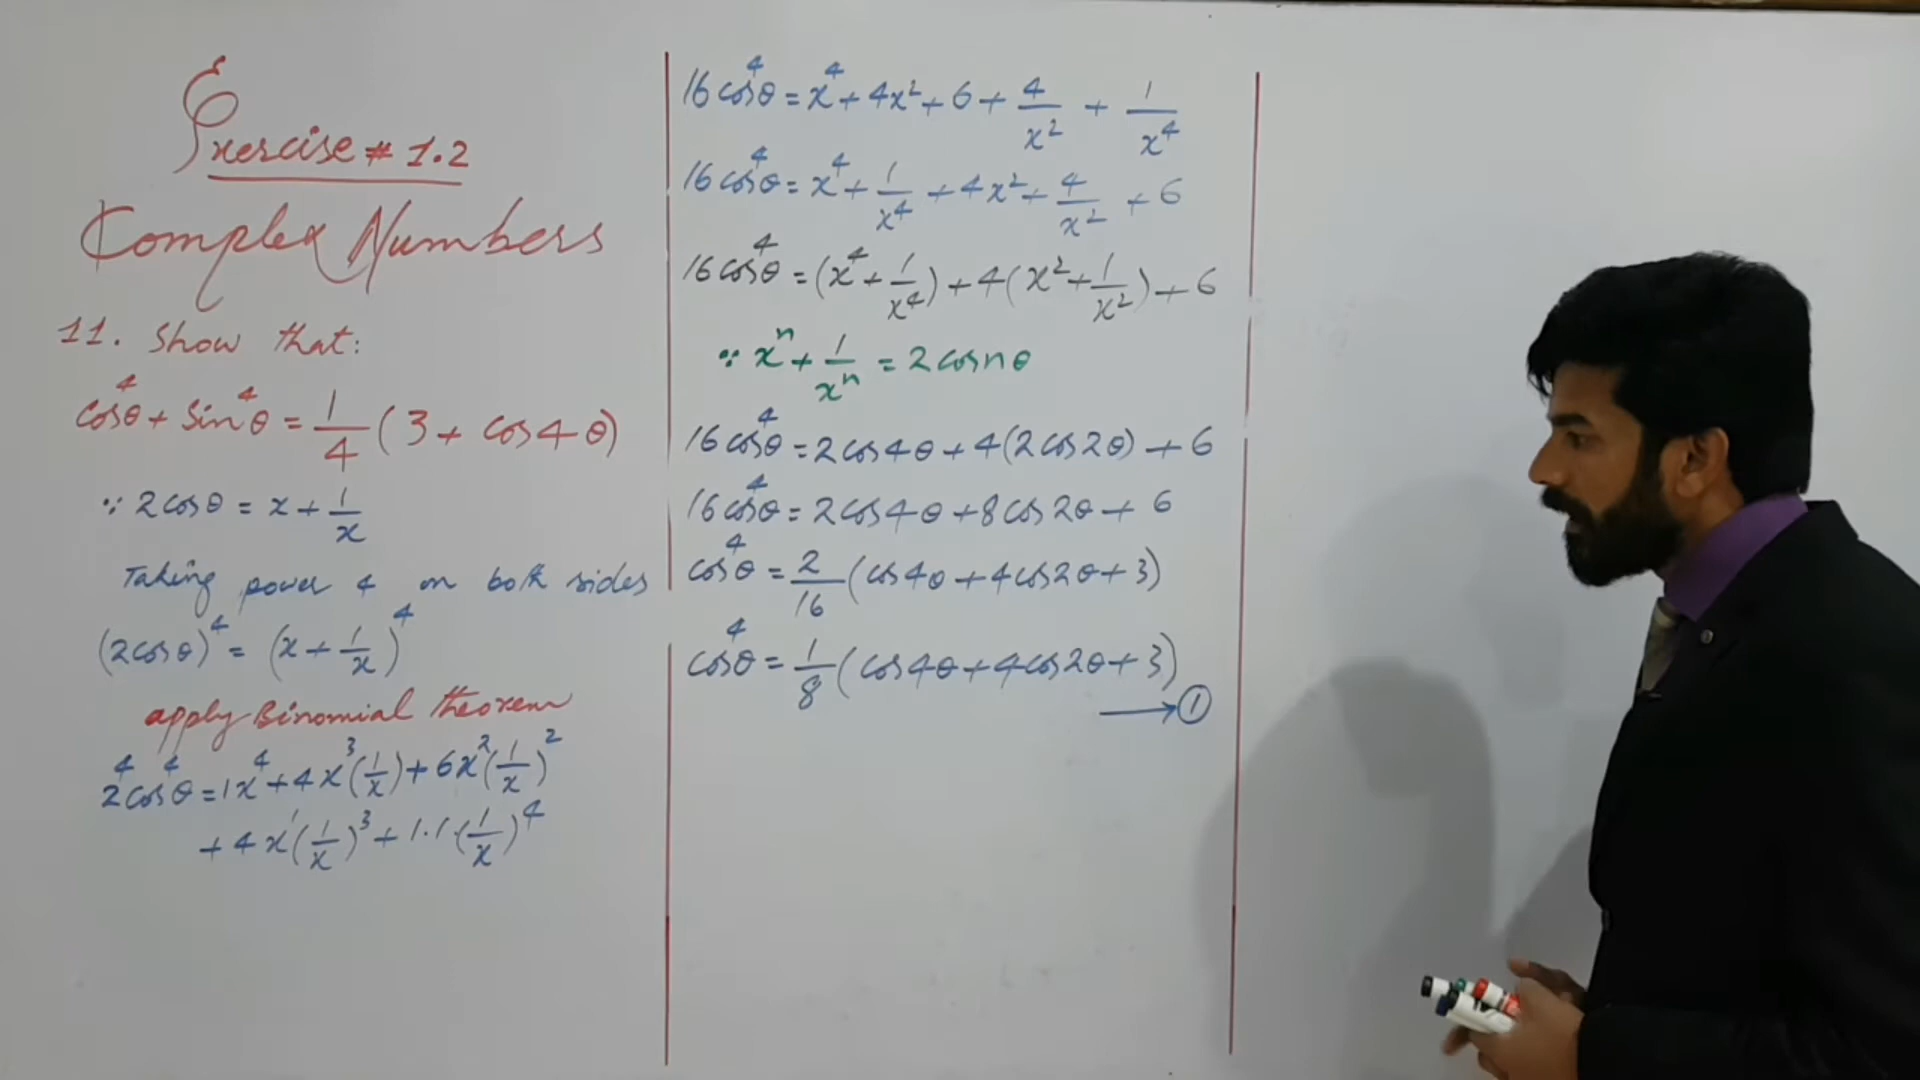 Exercise # 1.2
Complex Numbers
11. Show that:
cos⁴θ + Sin⁴θ = 1/4 (3 + cos4θ)
∵ 2cosθ = x + 1/x
Taking power 4 on both sides
(2cosθ)⁴ = (x + 1/x)⁴
apply Binomial theorem
2⁴cos⁴θ = 1x⁴ + 4x³(1/x) + 6x²(1/x)²
+ 4x¹(1/x)³ + 1.1.(1/x)⁴
16cos⁴θ = x⁴ + 4x² + 6 + 4/x² + 1/x⁴
16cos⁴θ = x⁴ + 1/x⁴ + 4x² + 4/x² + 6
16cos⁴θ = (x⁴ + 1/x⁴) + 4(x² + 1/x²) + 6
∵ xⁿ + 1/xⁿ = 2cosnθ
16cos⁴θ = 2cos4θ + 4(2cos2θ) + 6
16cos⁴θ = 2cos4θ + 8cos2θ + 6
cos⁴θ = 2/16 (cos4θ + 4cos2θ + 3)
cos⁴θ = 1/8 (cos4θ + 4cos2θ + 3)
→ ①